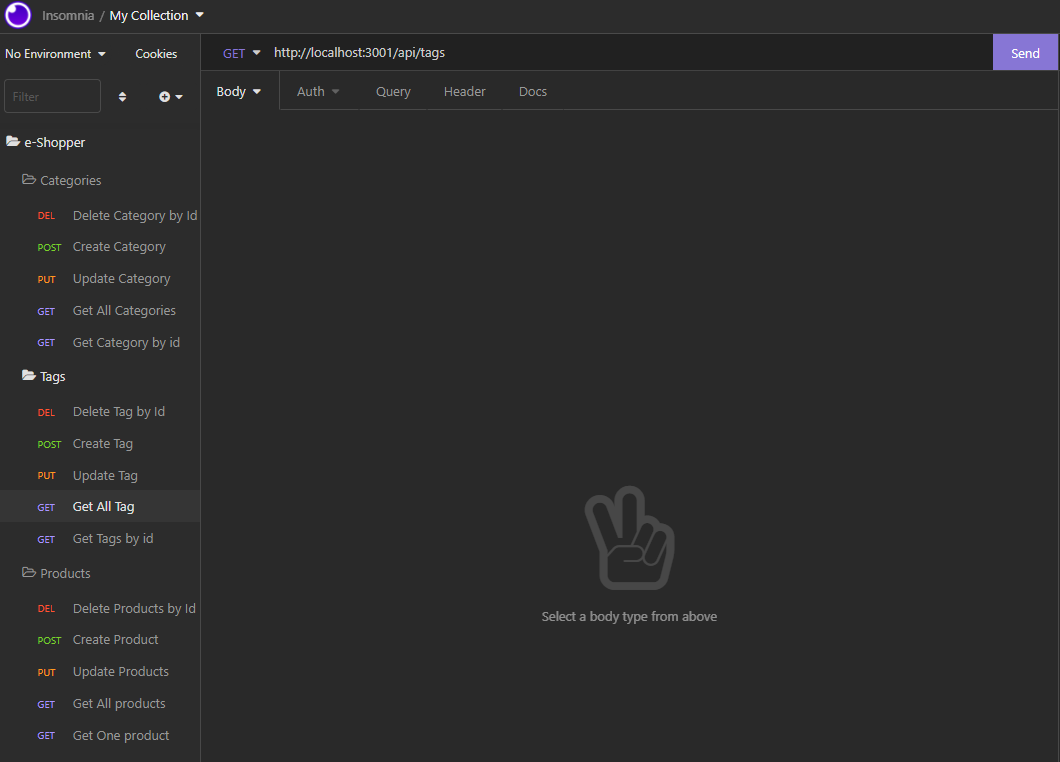 Insomnia / My Collection
No Environment Cookies
GET http://localhost:3001/api/tags Send
Filter
Body Auth Query Header Docs
e-Shopper
Categories
DEL Delete Category by Id
POST Create Category
PUT Update Category
GET Get All Categories
GET Get Category by id
Tags
DEL Delete Tag by Id
POST Create Tag
PUT Update Tag
GET Get All Tag
GET Get Tags by id
Products
DEL Delete Products by Id
POST Create Product
PUT Update Products
GET Get All products
GET Get One product
Select a body type from above